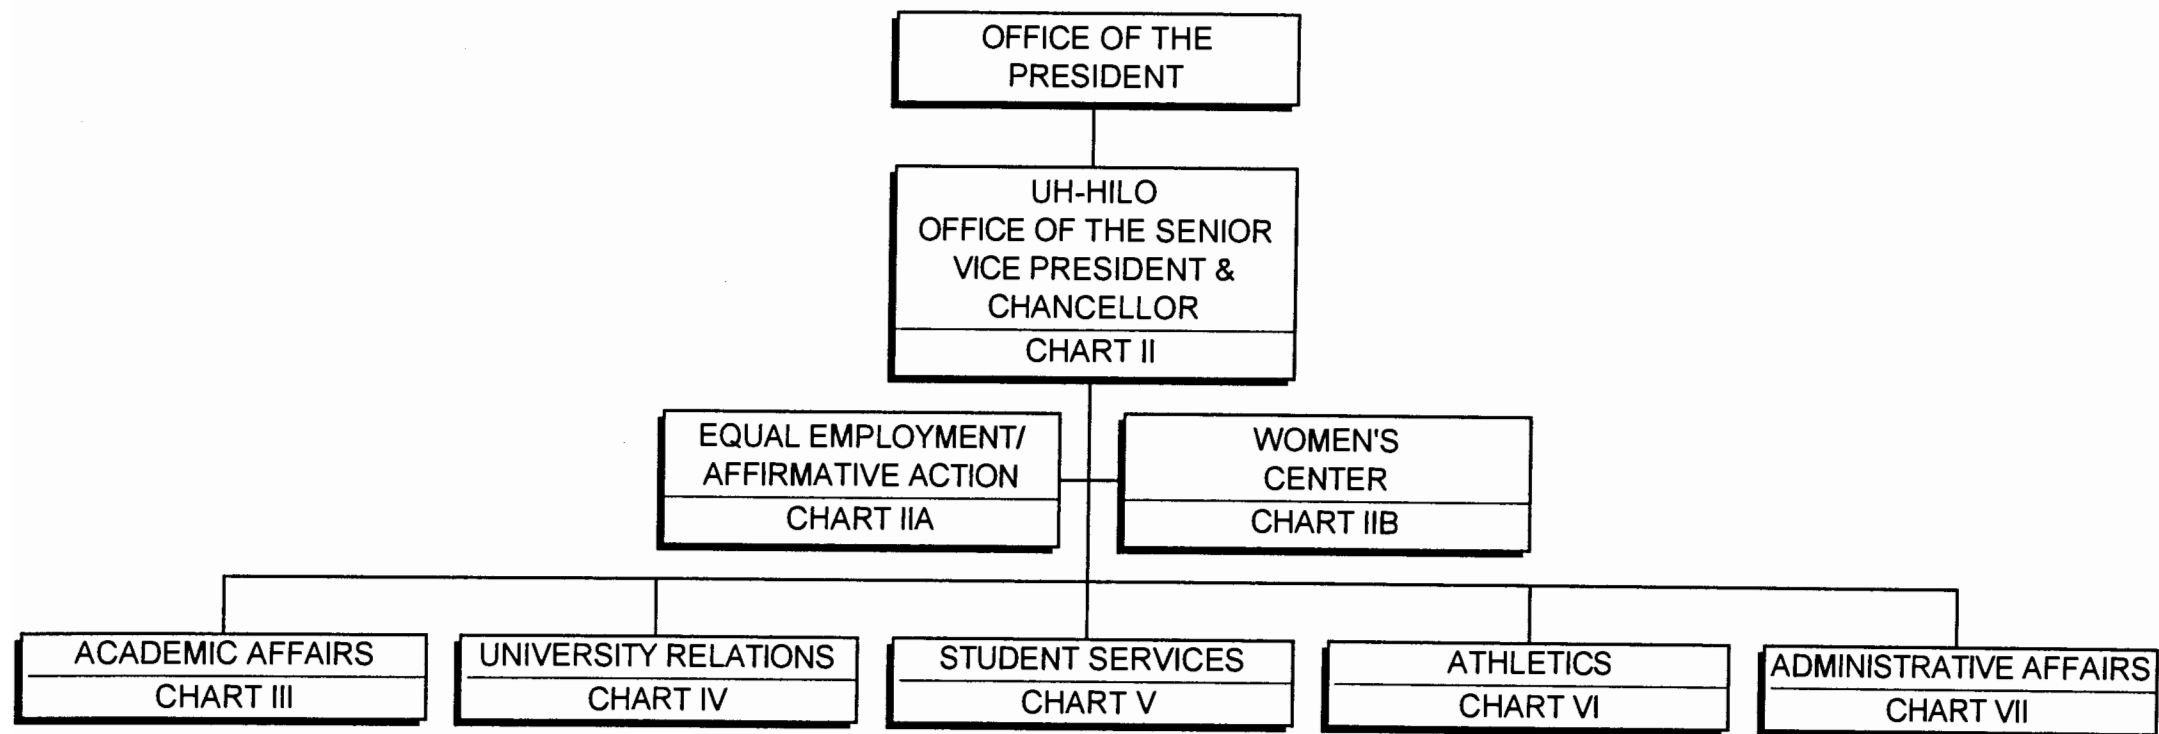 OFFICE OF THE
PRESIDENT
UH-HILO
OFFICE OF THE SENIOR
VICE PRESIDENT &
CHANCELLOR
CHART II
EQUAL EMPLOYMENT/
AFFIRMATIVE ACTION
CHART IIA
WOMEN'S
CENTER
CHART IIB
ACADEMIC AFFAIRS
CHART III
UNIVERSITY RELATIONS
CHART IV
STUDENT SERVICES
CHART V
ATHLETICS
CHART VI
ADMINISTRATIVE AFFAIRS
CHART VII